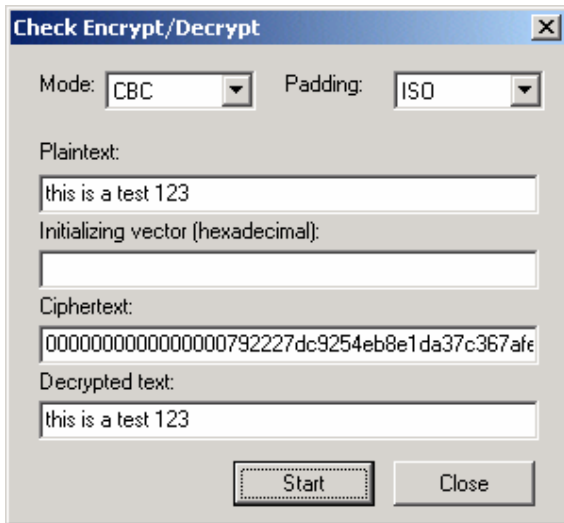 Check Encrypt/Decrypt
Mode: CBC Padding: ISO
Plaintext:
this is a test 123
Initializing vector (hexadecimal):
Ciphertext:
0000000000000000792227dc9254eb8e1da37c367afe
Decrypted text:
this is a test 123
Start Close